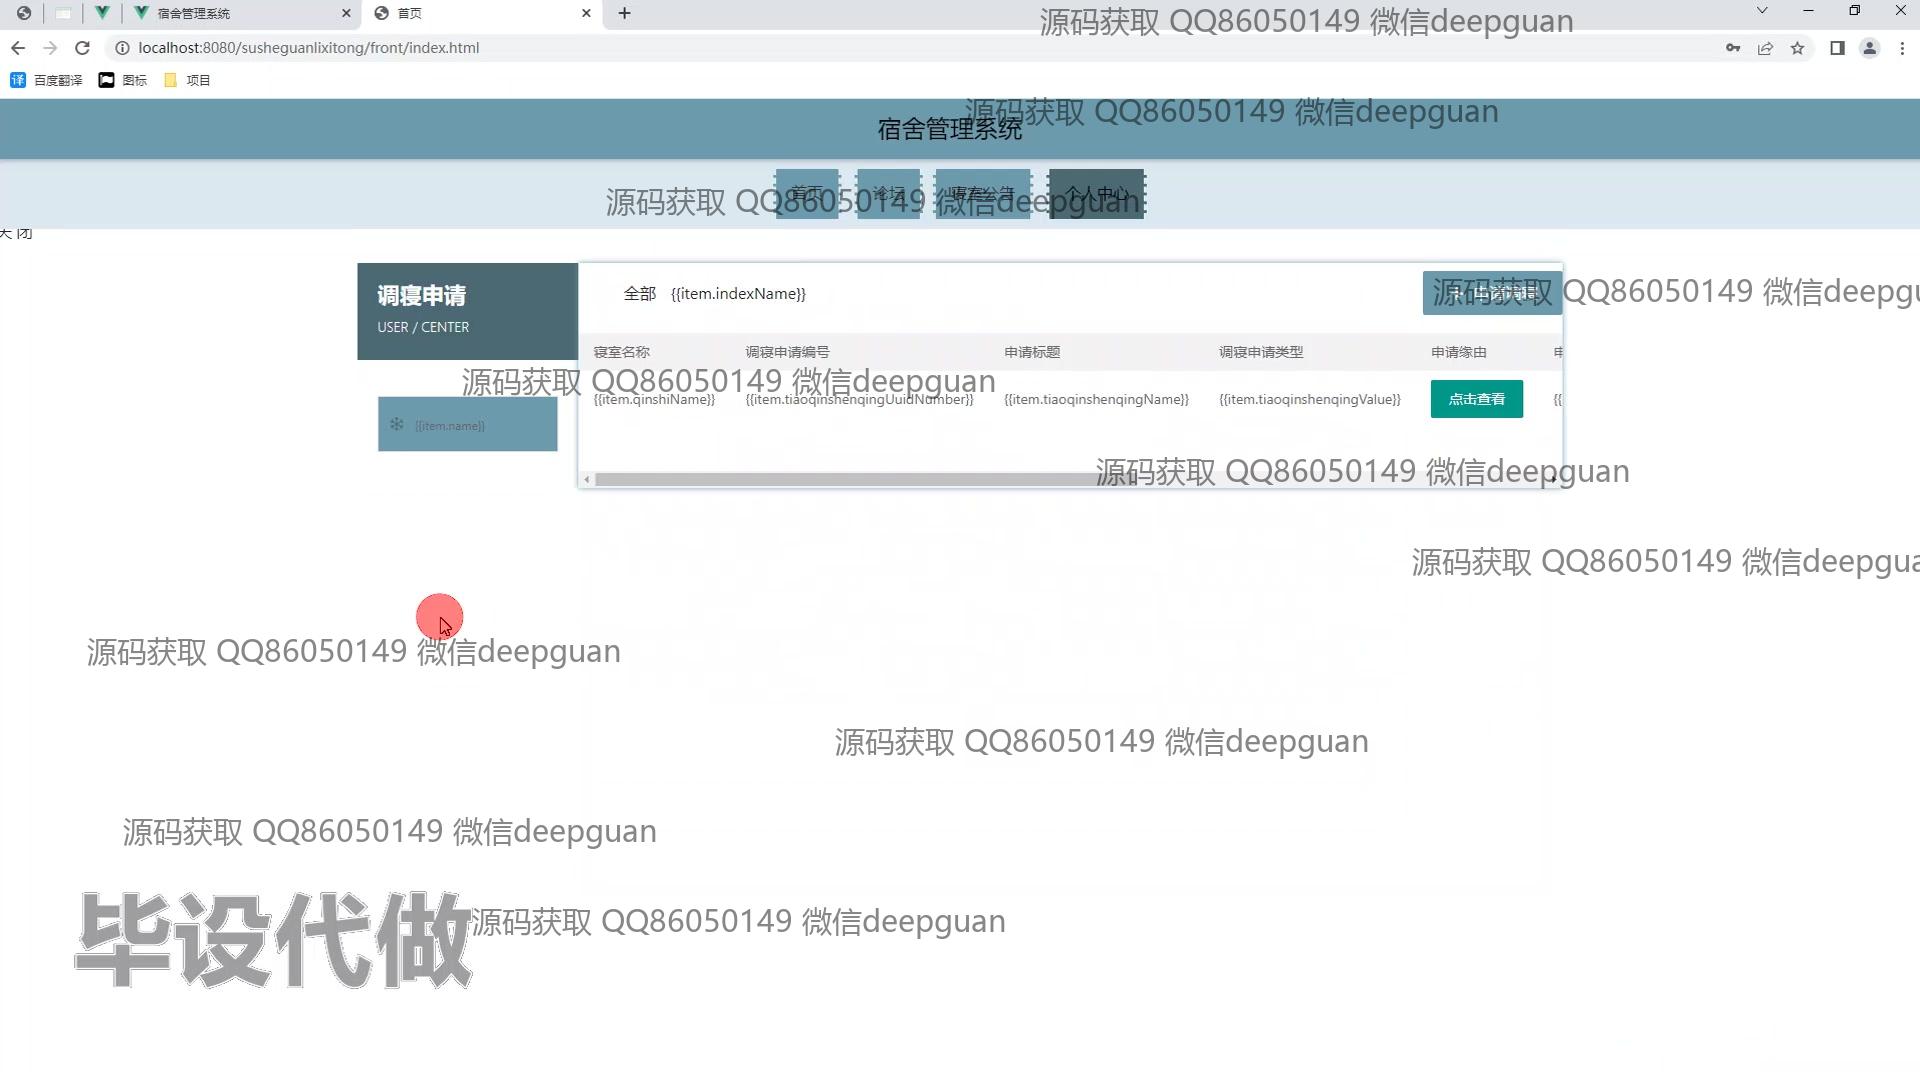 宿舍管理系统
首页
源码获取 QQ86050149 微信deepguan
localhost:8080/susheguanlixitong/front/index.html
百度翻译
图标
项目
源码获取 QQ86050149 微信deepguan
宿舍管理系统
首页
论坛
寝室公告
个人中心
源码获取 QQ86050149 微信deepguan
关闭
调寝申请
USER / CENTER
全部
{{item.indexName}}
源码获取 QQ86050149 微信deepgu
寝室名称
调寝申请编号
申请标题
调寝申请类型
申请缘由
源码获取 QQ86050149 微信deepguan
{{item.qinshiName}}
{{item.tiaoqinshenqingUuidNumber}}
{{item.tiaoqinshenqingName}}
{{item.tiaoqinshenqingValue}}
点击查看
{{
{{item.name}}
源码获取 QQ86050149 微信deepguan
源码获取 QQ86050149 微信deepgua
源码获取 QQ86050149 微信deepguan
源码获取 QQ86050149 微信deepguan
源码获取 QQ86050149 微信deepguan
毕设代做
源码获取 QQ86050149 微信deepguan